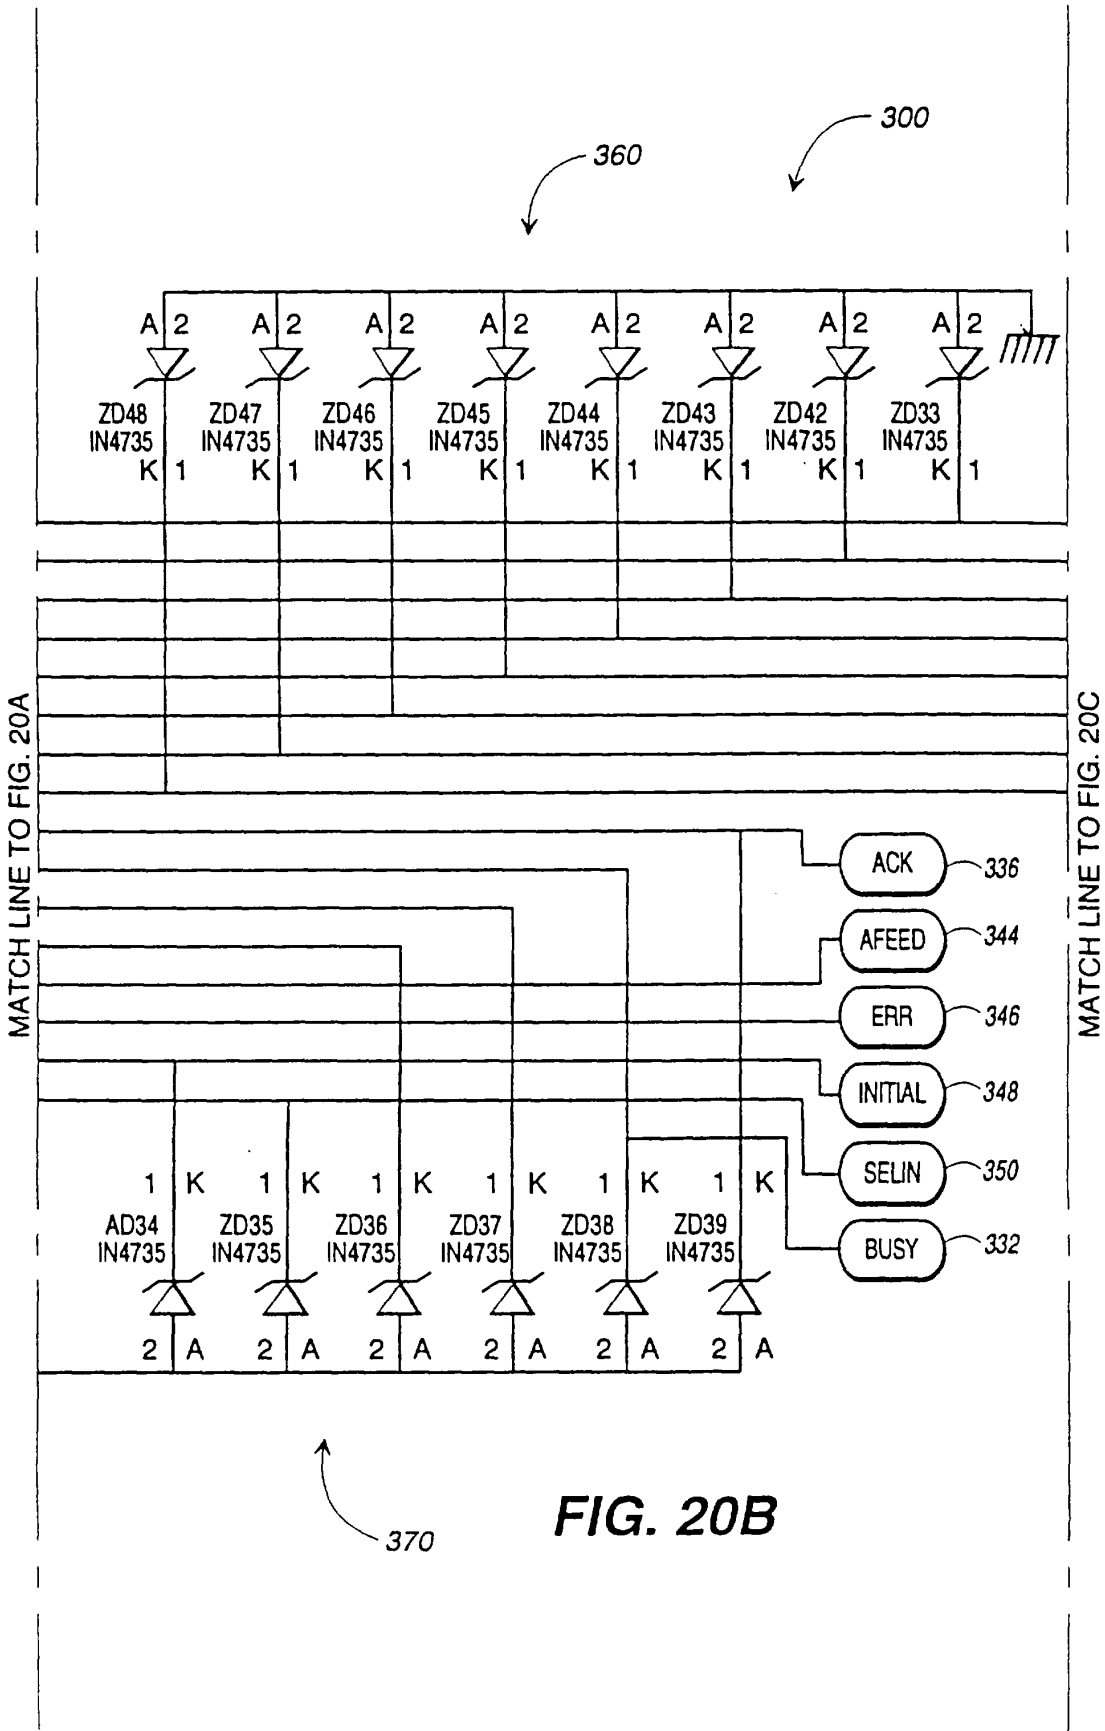 300
360
A 2 A 2 A 2 A 2 A 2 A 2 A 2 A 2
ZD48 ZD47 ZD46 ZD45 ZD44 ZD43 ZD42 ZD33
IN4735 IN4735 IN4735 IN4735 IN4735 IN4735 IN4735 IN4735
K 1 K 1 K 1 K 1 K 1 K 1 K 1 K 1
MATCH LINE TO FIG. 20A
MATCH LINE TO FIG. 20C
ACK 336
AFEED 344
ERR 346
INITIAL 348
SELIN 350
BUSY 332
1 K 1 K 1 K 1 K 1 K 1 K
AD34 ZD35 ZD36 ZD37 ZD38 ZD39
IN4735 IN4735 IN4735 IN4735 IN4735 IN4735
2 A 2 A 2 A 2 A 2 A 2 A
370
FIG. 20B